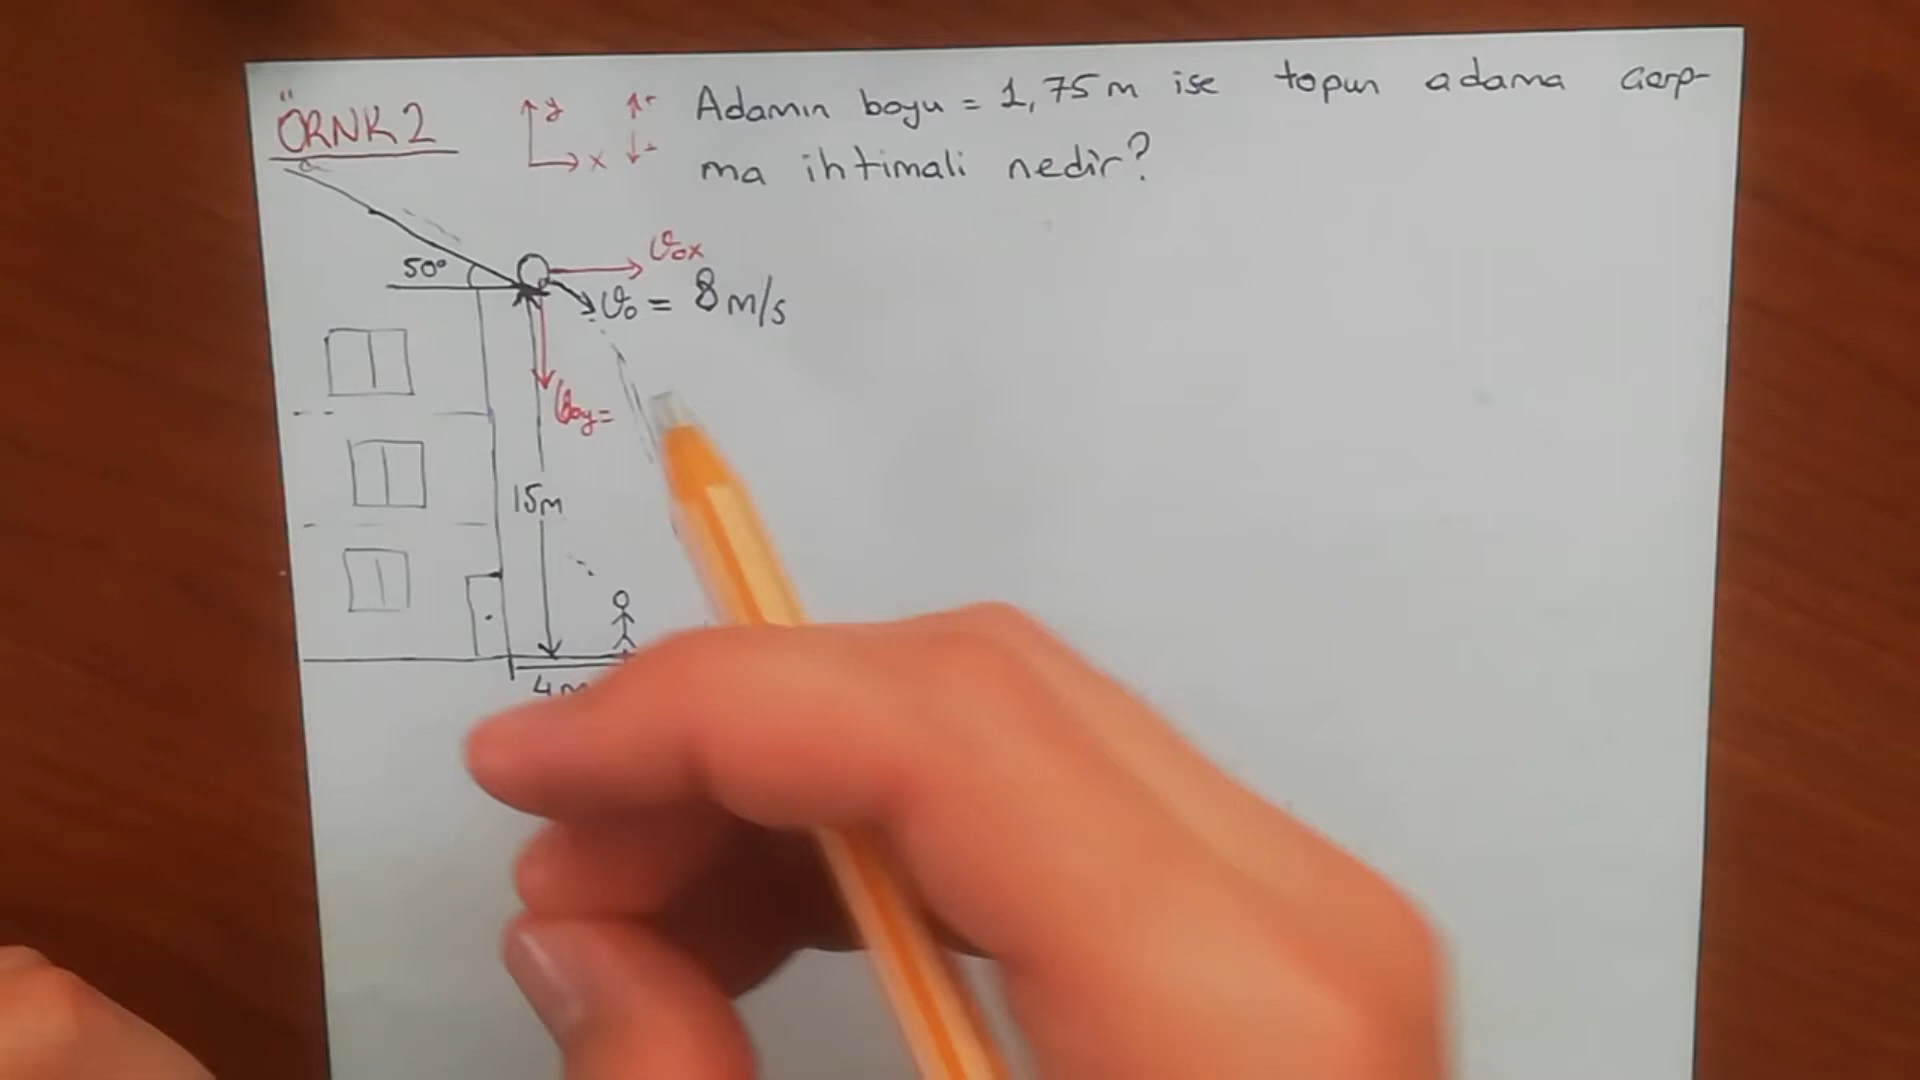 ÖRNK 2
y
x
Adamın boyu = 1,75 m ise topun adama çarp-
ma ihtimali nedir?
50°
V₀x
V₀ = 8 m/s
V₀y =
15m
4m